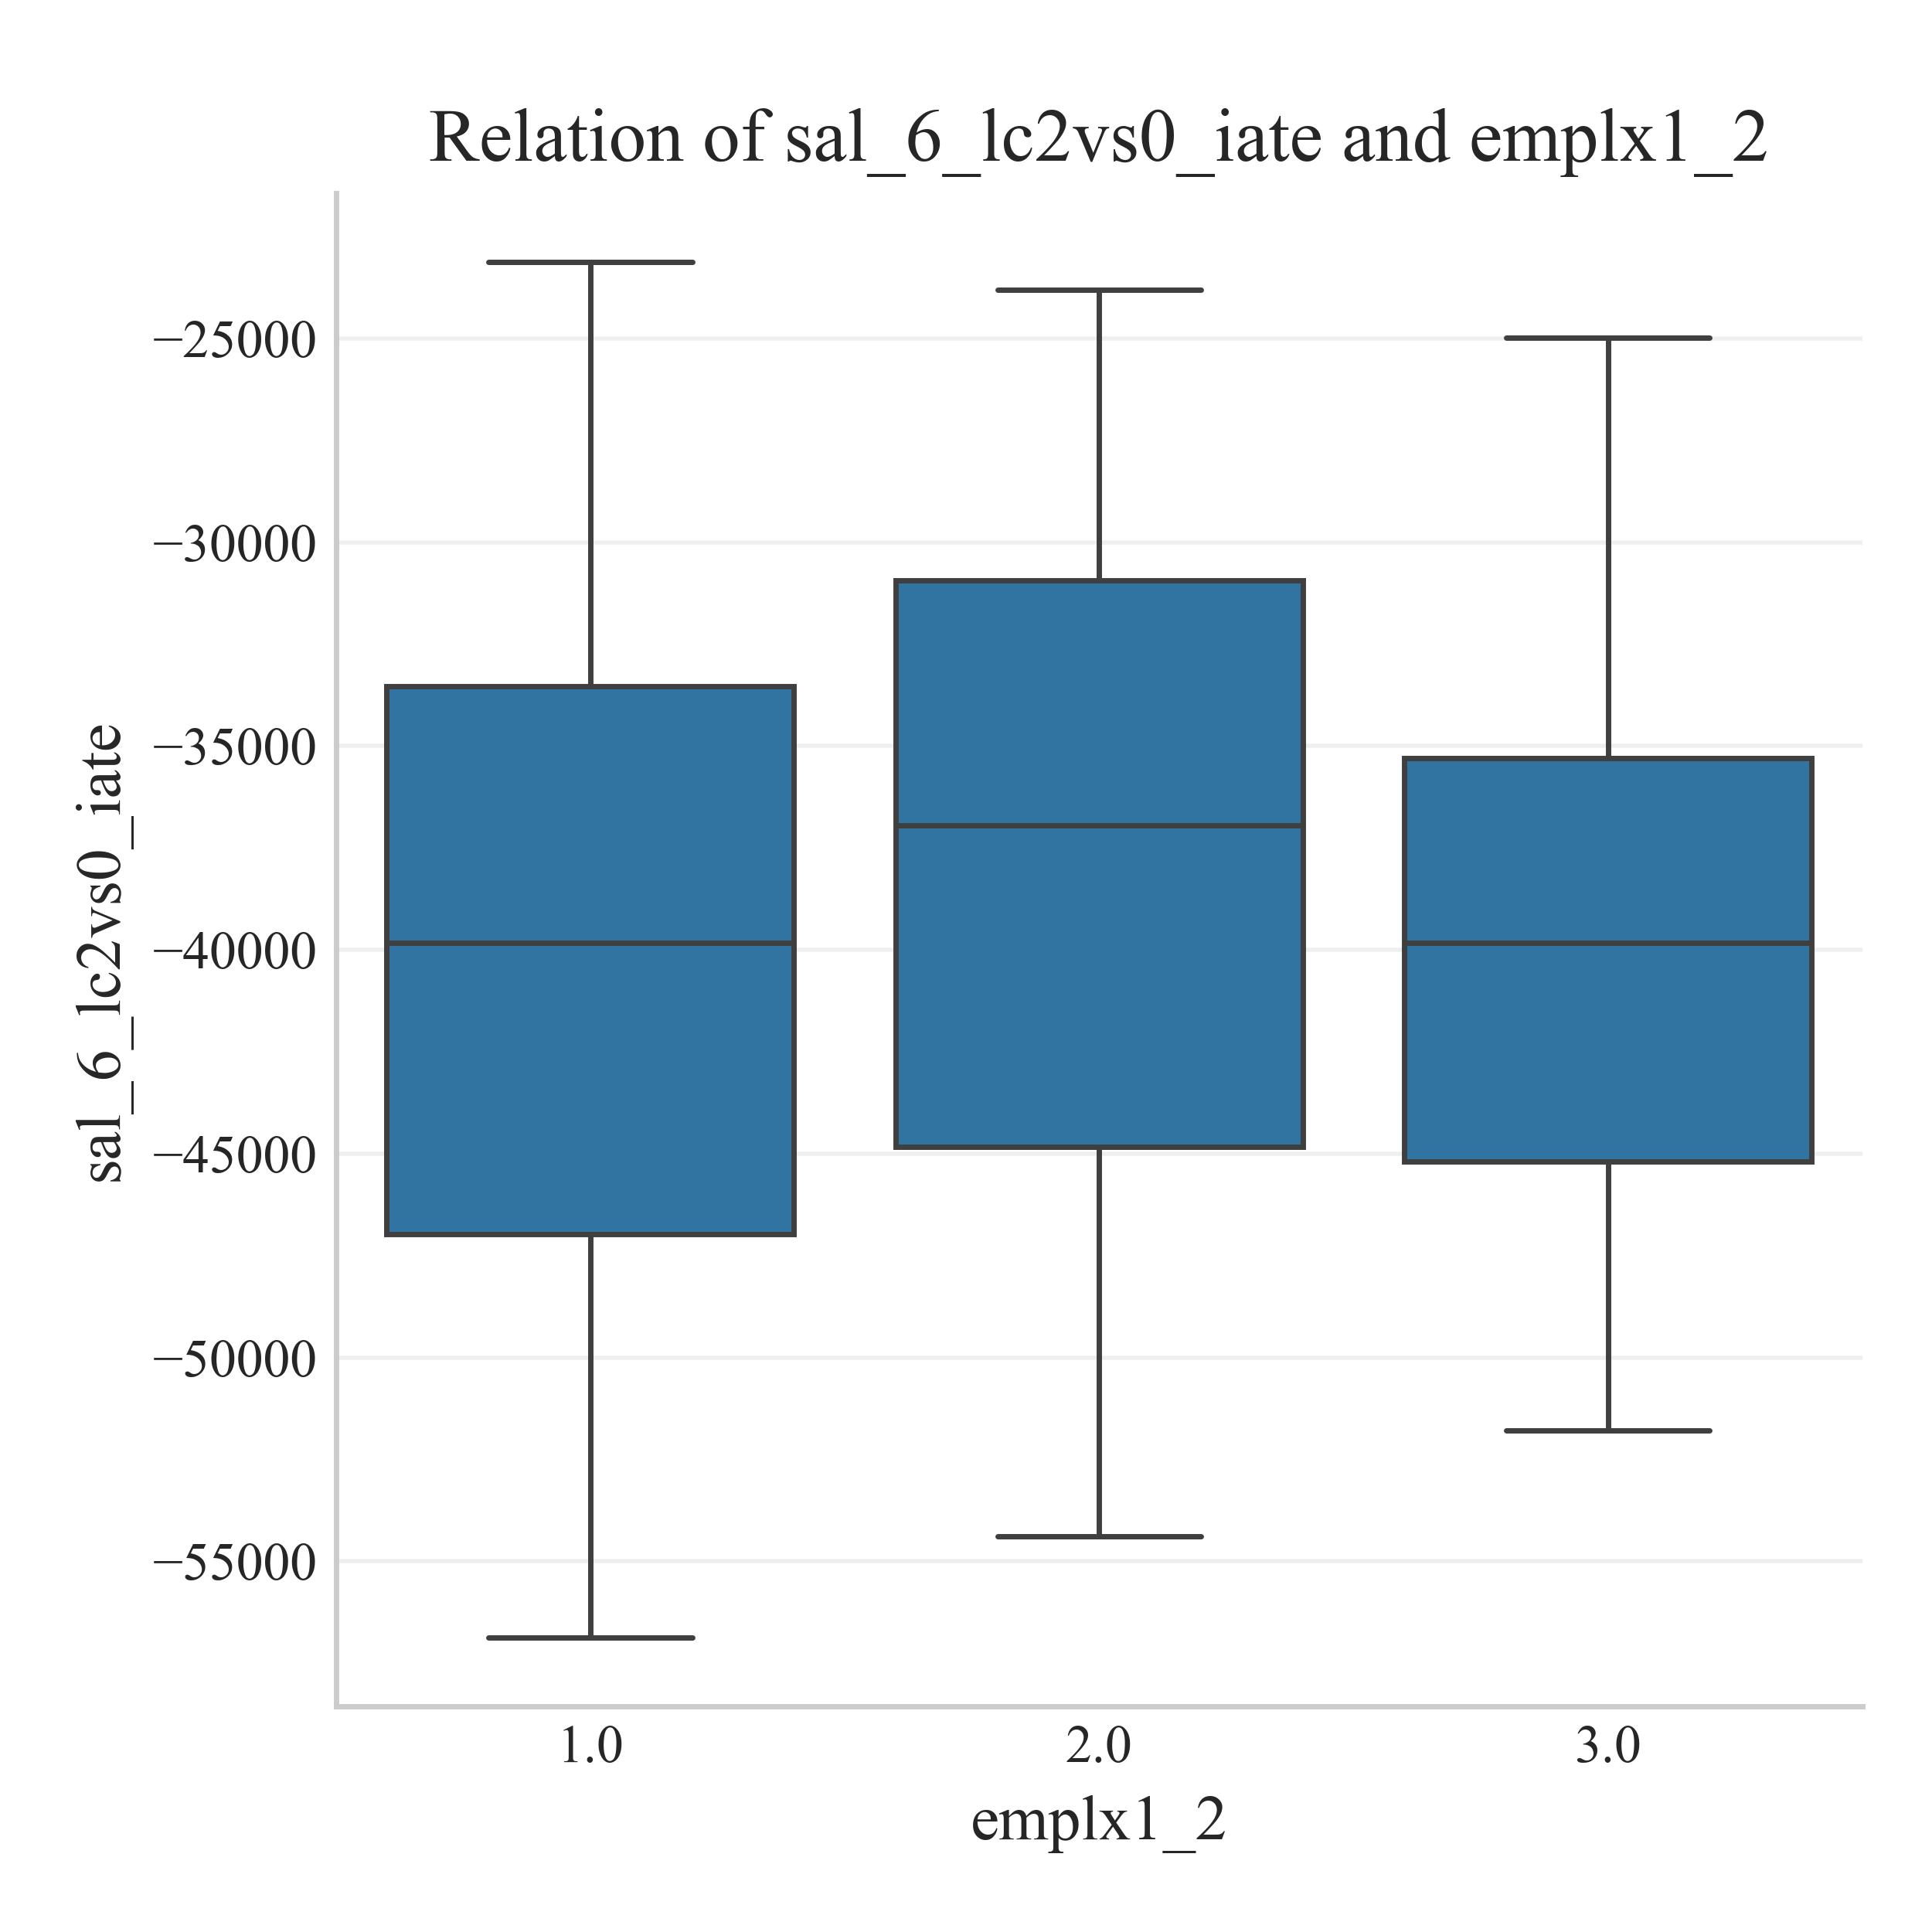 Relation of sal_6_lc2vs0_iate and emplx1_2
sal_6_lc2vs0_iate
−25000
−30000
−35000
−40000
−45000
−50000
−55000
1.0 2.0 3.0
emplx1_2